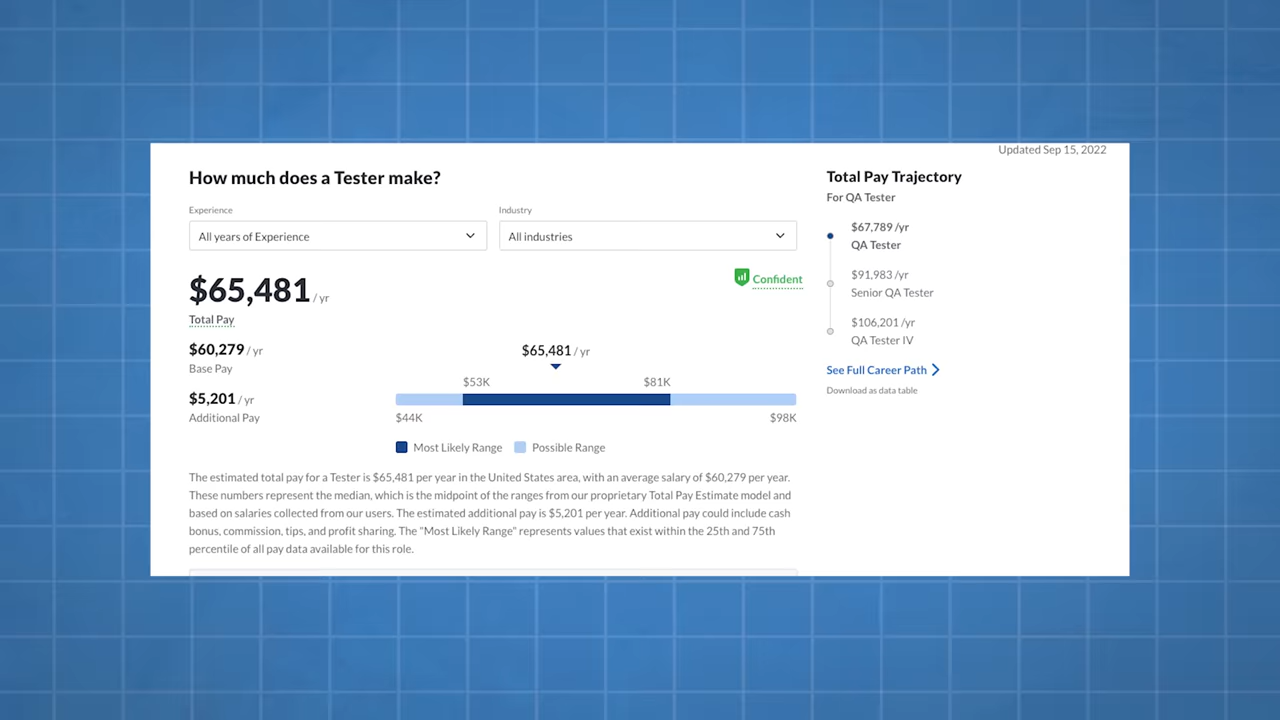 Updated Sep 15, 2022
How much does a Tester make?
Experience
Industry
All years of Experience
All industries
$65,481 / yr
Confident
Total Pay
$60,279 / yr
Base Pay
$5,201 / yr
Additional Pay
$65,481 / yr
$53K
$81K
$44K
$98K
Most Likely Range
Possible Range
The estimated total pay for a Tester is $65,481 per year in the United States area, with an average salary of $60,279 per year.
These numbers represent the median, which is the midpoint of the ranges from our proprietary Total Pay Estimate model and
based on salaries collected from our users. The estimated additional pay is $5,201 per year. Additional pay could include cash
bonus, commission, tips, and profit sharing. The "Most Likely Range" represents values that exist within the 25th and 75th
percentile of all pay data available for this role.
Total Pay Trajectory
For QA Tester
$67,789 /yr
QA Tester
$91,983 /yr
Senior QA Tester
$106,201 /yr
QA Tester IV
See Full Career Path
Download as data table